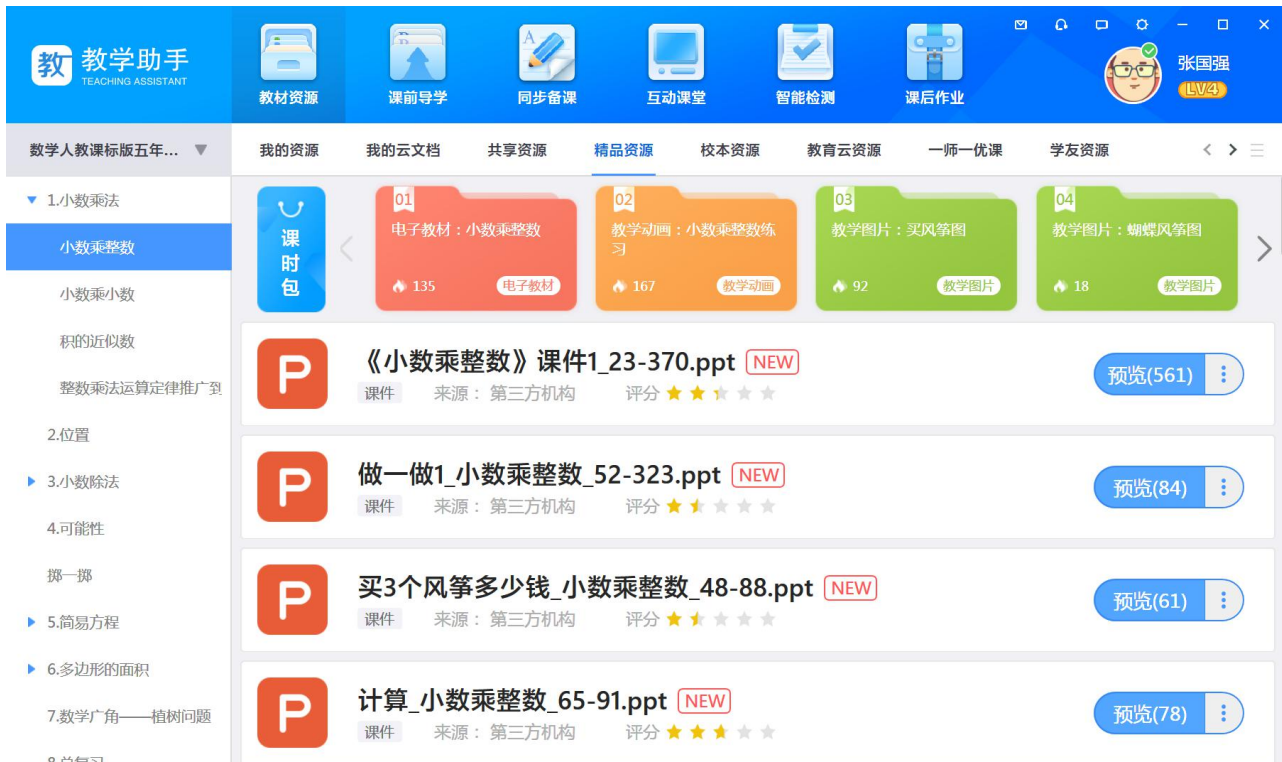 教 教学助手
TEACHING ASSISTANT
教材资源
课前导学
同步备课
互动课堂
智能检测
课后作业
张国强
LV4
数学人教课标版五年...
我的资源
我的云文档
共享资源
精品资源
校本资源
教育云资源
一师一优课
学友资源
1.小数乘法
小数乘整数
小数乘小数
积的近似数
整数乘法运算定律推广到
2.位置
3.小数除法
4.可能性
掷一掷
5.简易方程
6.多边形的面积
7.数学广角——植树问题
8.总复习
课时包
01
电子教材：小数乘整数
135 电子教材
02
教学动画：小数乘整数练
习
167 教学动画
03
教学图片：买风筝图
92 教学图片
04
教学图片：蝴蝶风筝图
18 教学图片
P
《小数乘整数》课件1_23-370.ppt NEW
课件 来源： 第三方机构 评分
预览(561)
P
做一做1_小数乘整数_52-323.ppt NEW
课件 来源： 第三方机构 评分
预览(84)
P
买3个风筝多少钱_小数乘整数_48-88.ppt NEW
课件 来源： 第三方机构 评分
预览(61)
P
计算_小数乘整数_65-91.ppt NEW
课件 来源： 第三方机构 评分
预览(78)